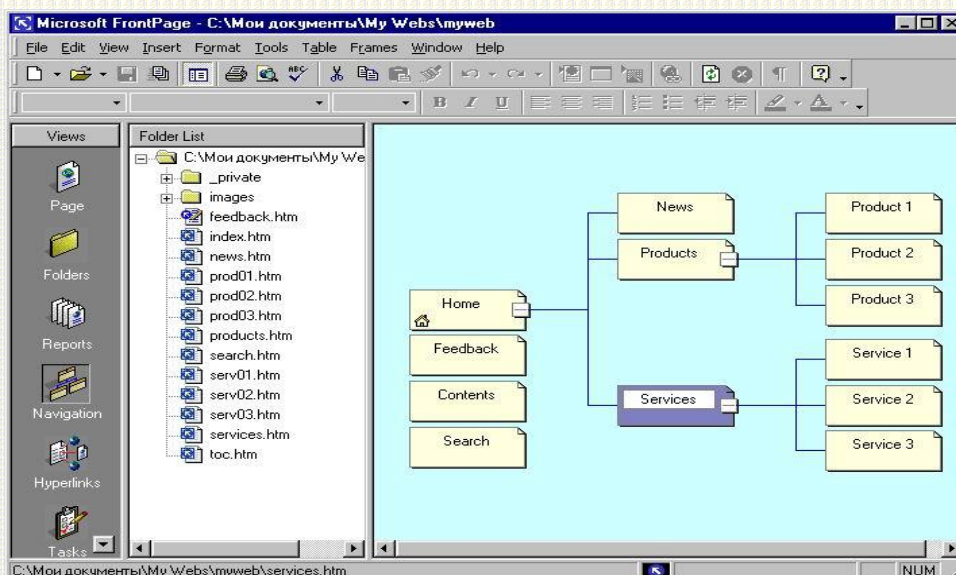 Microsoft FrontPage - C:\Мои документы\My Webs\myweb
File Edit View Insert Format Tools Table Frames Window Help
B I U A
Views
Page
Folders
Reports
Navigation
Hyperlinks
Tasks
Folder List
C:\Мои документы\My We
_private
images
feedback.htm
index.htm
news.htm
prod01.htm
prod02.htm
prod03.htm
products.htm
search.htm
serv01.htm
serv02.htm
serv03.htm
services.htm
toc.htm
Home
Feedback
Contents
Search
News
Products
Services
Product 1
Product 2
Product 3
Service 1
Service 2
Service 3
C:\Мои документы\My Webs\myweb\services.htm
NUM